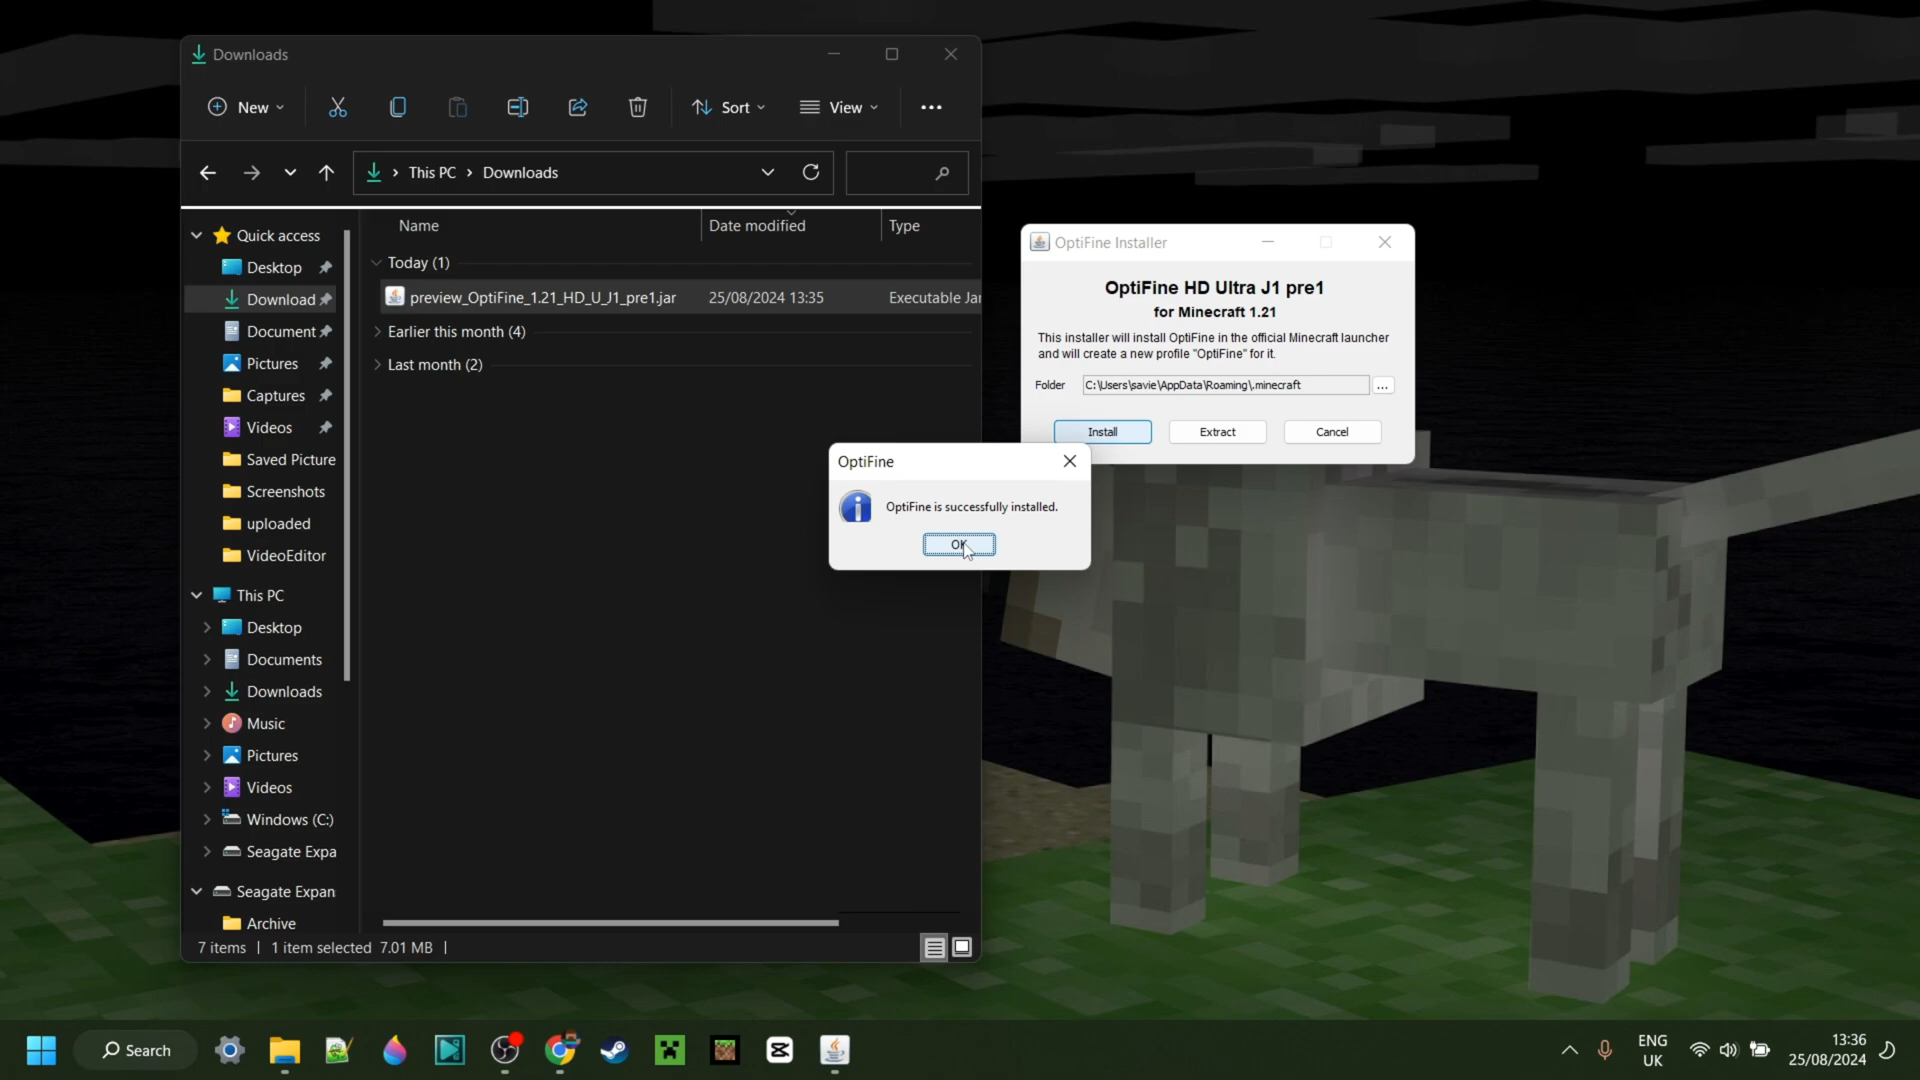 Downloads
New
Sort
View
This PC
Downloads
Name
Date modified
Type
Quick access
Desktop
Download
Document
Pictures
Captures
Videos
Saved Picture
Screenshots
uploaded
VideoEditor
This PC
Desktop
Documents
Downloads
Music
Pictures
Videos
Windows (C:)
Seagate Expa
Seagate Expan
Archive
Today (1)
preview_OptiFine_1.21_HD_U_J1_pre1.jar 25/08/2024 13:35 Executable Jar
Earlier this month (4)
Last month (2)
7 items 1 item selected 7.01 MB
OptiFine Installer
OptiFine HD Ultra J1 pre1
for Minecraft 1.21
This installer will install OptiFine in the official Minecraft launcher
and will create a new profile "OptiFine" for it.
Folder C:\Users\savie\AppData\Roaming\.minecraft ...
Install Extract Cancel
OptiFine
OptiFine is successfully installed.
OK
Search
ENG
UK
13:36
25/08/2024